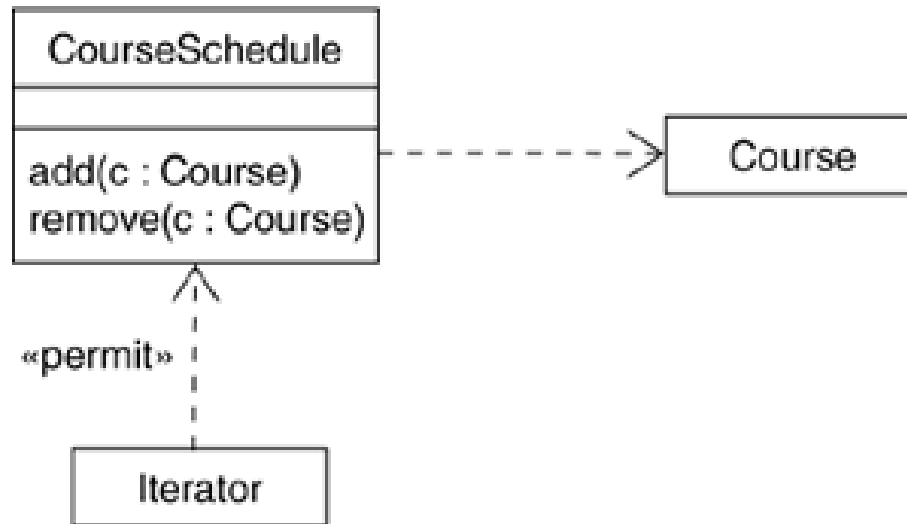 CourseSchedule
add(c : Course)
remove(c : Course)
Course
«permit»
Iterator